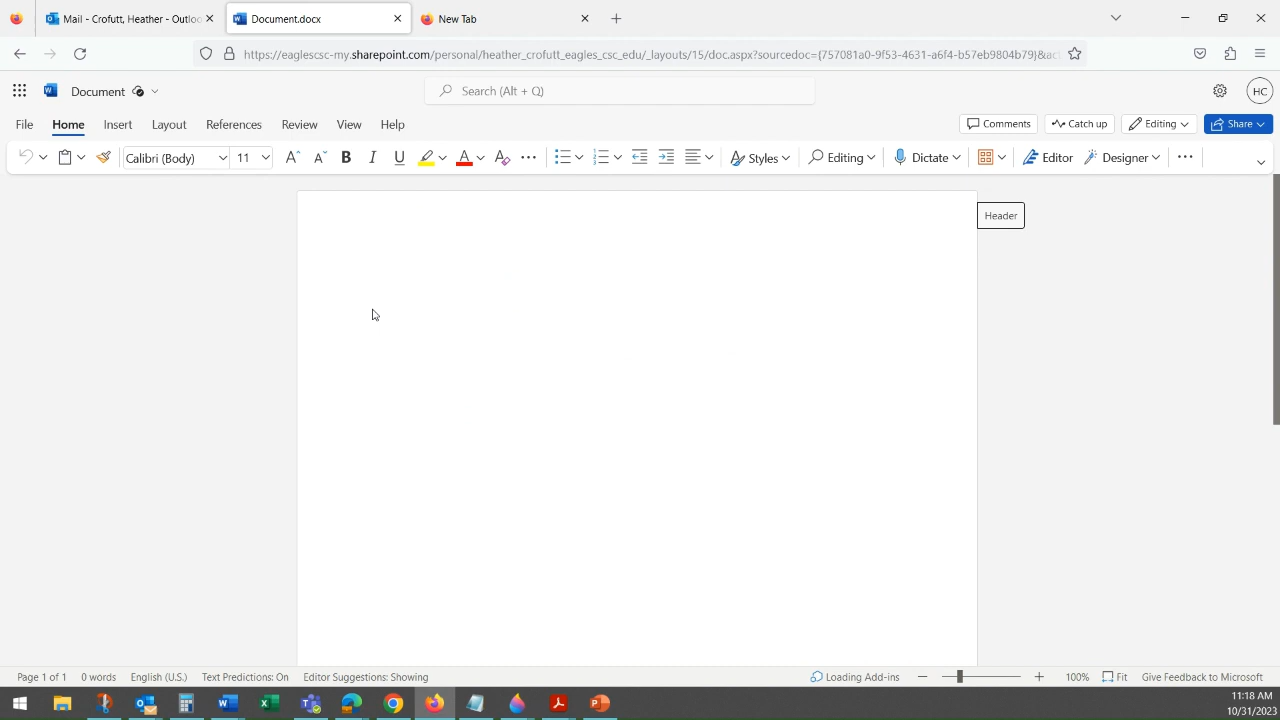 Mail - Crofutt, Heather - Outloo
Document.docx
New Tab
https://eaglescsc-my.sharepoint.com/personal/heather_crofutt_eagles_csc_edu/_layouts/15/doc.aspx?sourcedoc={757081a0-9f53-4631-a6f4-b57eb9804b79}&ac
Document
Search (Alt + Q)
HC
File Home Insert Layout References Review View Help
Comments Catch up Editing Share
Calibri (Body) 11 B I U A Styles Editing Dictate Editor Designer
Header
Page 1 of 1 0 words English (U.S.) Text Predictions: On Editor Suggestions: Showing Loading Add-ins 100% Fit Give Feedback to Microsoft
11:18 AM
10/31/2023